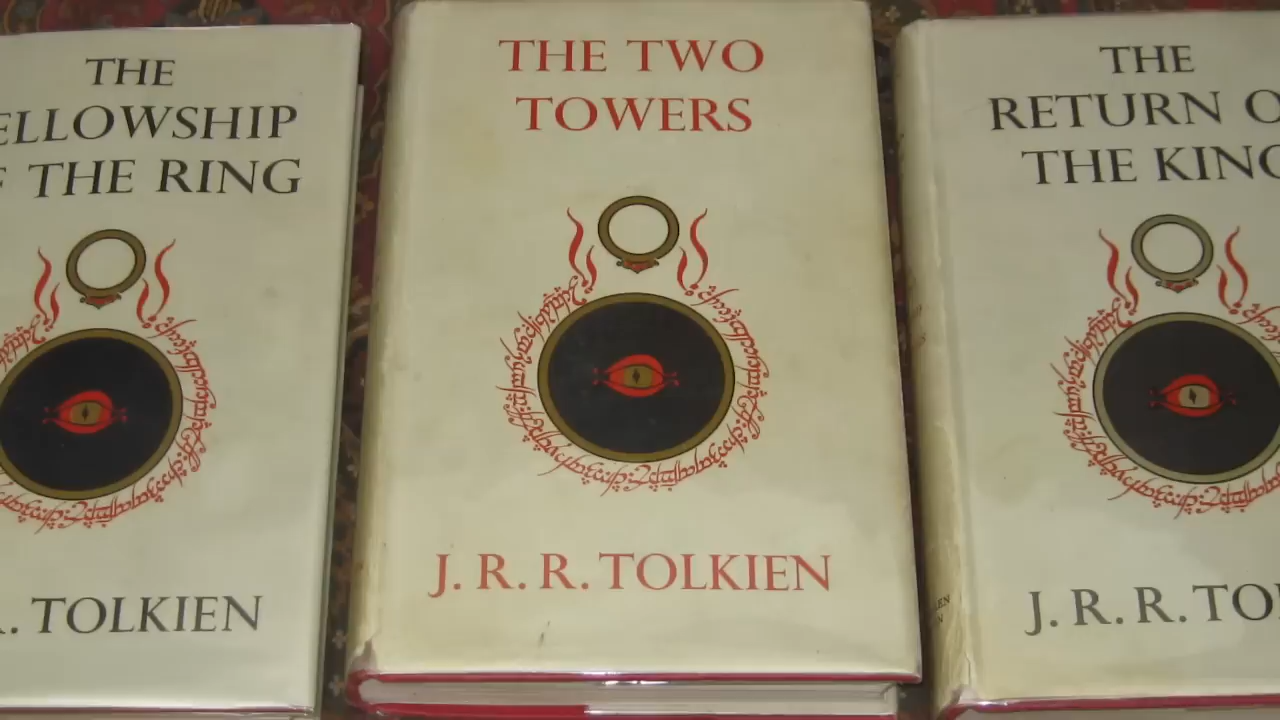 THE
ELLOWSHIP
F THE RING
R. TOLKIEN
THE TWO
TOWERS
J. R. R. TOLKIEN
THE
RETURN O
THE KING
J. R. R. TO